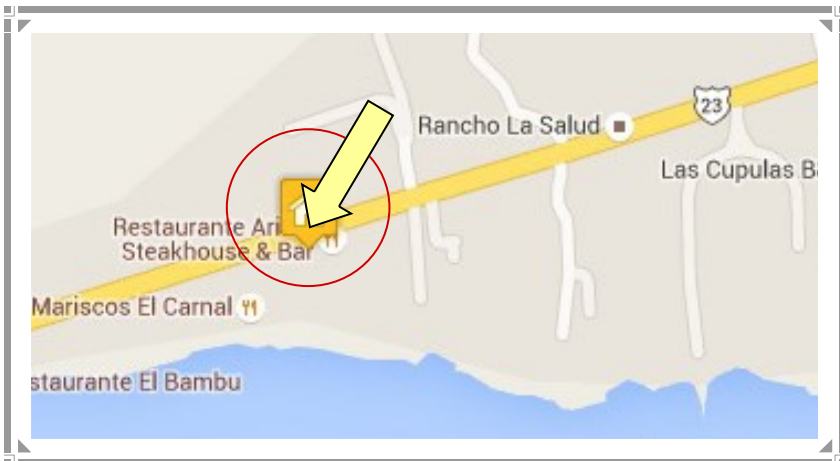 23
Rancho La Salud
Las Cupulas B
Restaurante Ari
Steakhouse & Bar
Mariscos El Carnal
staurante El Bambu